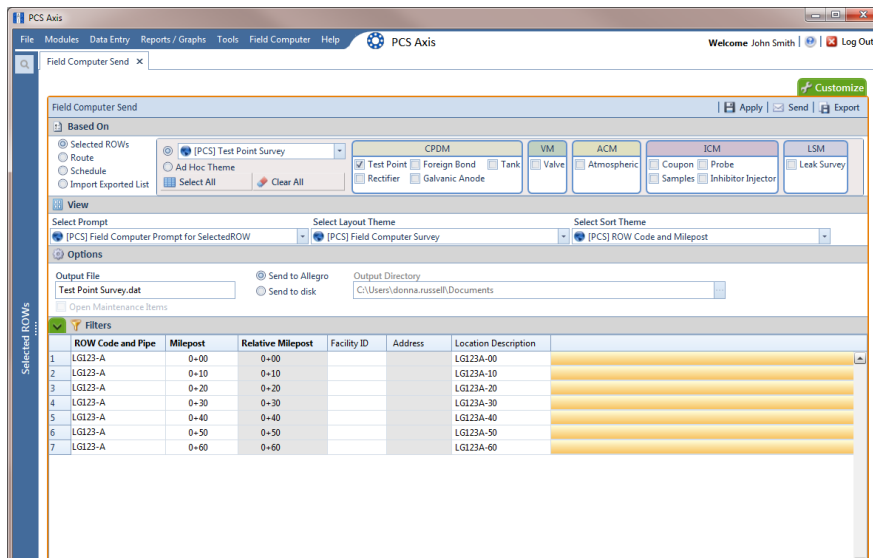 PCS Axis
File Modules Data Entry Reports / Graphs Tools Field Computer Help PCS Axis Welcome John Smith Log Out
Field Computer Send X
Customize
Field Computer Send Apply Send Export
Based On
Selected ROWs
Route
Schedule
Import Exported List
[PCS] Test Point Survey
Ad Hoc Theme
Select All Clear All
CPDM
Test Point Foreign Bond Tank
Rectifier Galvanic Anode
VM
Valve
ACM
Atmospheric
ICM
Coupon Probe
Samples Inhibitor Injector
LSM
Leak Survey
View
Select Prompt Select Layout Theme Select Sort Theme
[PCS] Field Computer Prompt for SelectedROW [PCS] Field Computer Survey [PCS] ROW Code and Milepost
Options
Output File Send to Allegro Output Directory
Test Point Survey.dat Send to disk C:\Users\donna.russell\Documents
Open Maintenance Items
Filters
Selected ROWs
ROW Code and Pipe Milepost Relative Milepost Facility ID Address Location Description
1 LG123-A 0+00 0+00 LG123A-00
2 LG123-A 0+10 0+10 LG123A-10
3 LG123-A 0+20 0+20 LG123A-20
4 LG123-A 0+30 0+30 LG123A-30
5 LG123-A 0+40 0+40 LG123A-40
6 LG123-A 0+50 0+50 LG123A-50
7 LG123-A 0+60 0+60 LG123A-60